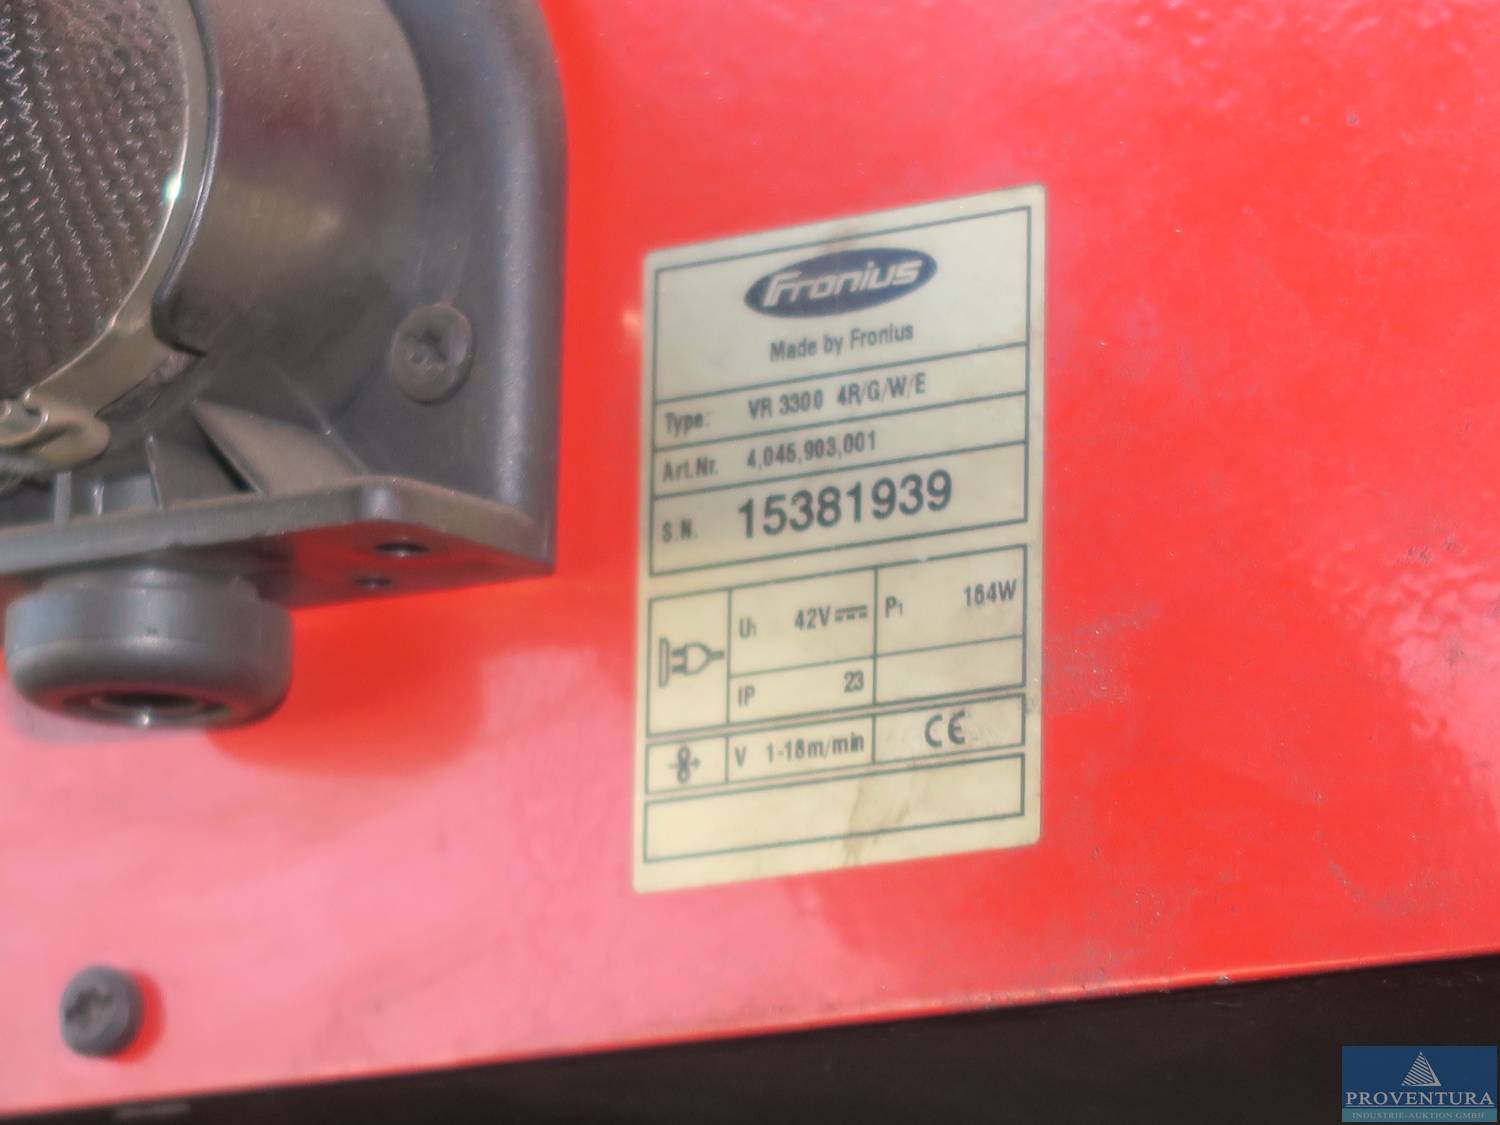 Fronius
Made by Fronius
Type: VR 3300 4R/G/W/E
Art.Nr. 4,045,903,001
S.N. 15381939
U1 42V P1 164W
IP 23
V 1-18m/min CE
PROVENTURA
INDUSTRIE-AUKTION GMBH